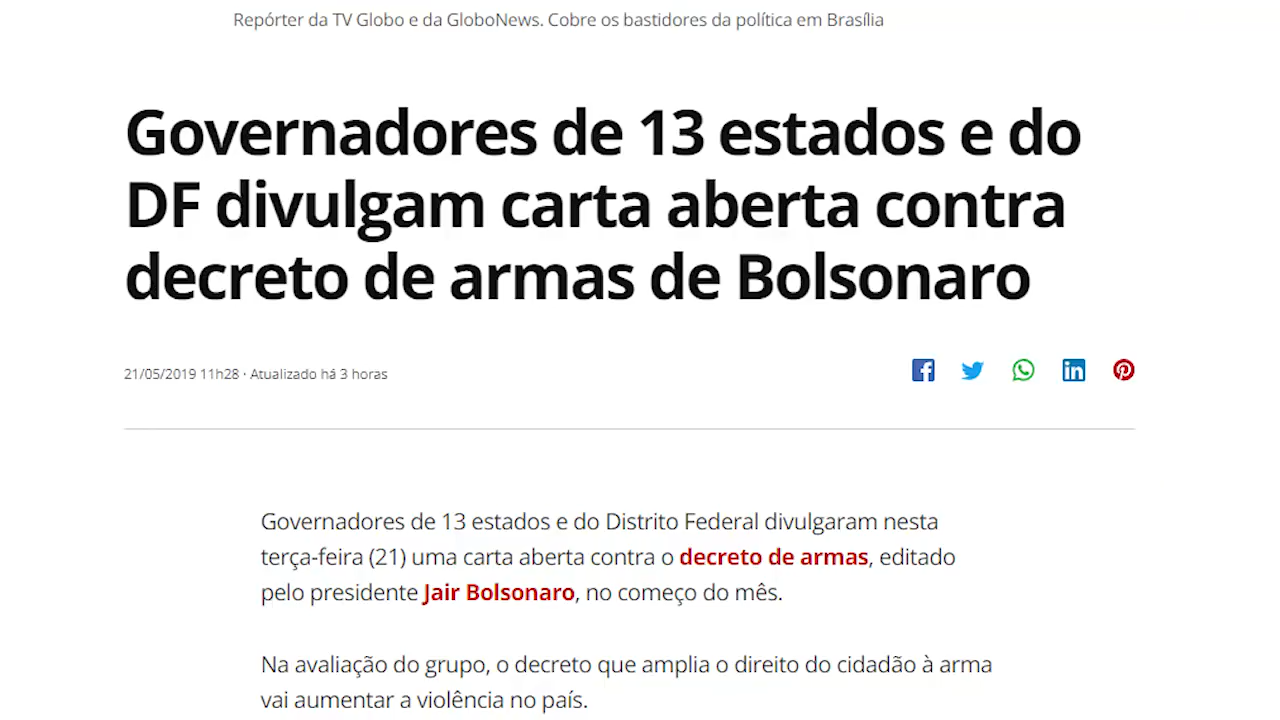 Repórter da TV Globo e da GloboNews. Cobre os bastidores da política em Brasília
Governadores de 13 estados e do
DF divulgam carta aberta contra
decreto de armas de Bolsonaro
21/05/2019 11h28 · Atualizado há 3 horas
Governadores de 13 estados e do Distrito Federal divulgaram nesta
terça-feira (21) uma carta aberta contra o decreto de armas, editado
pelo presidente Jair Bolsonaro, no começo do mês.
Na avaliação do grupo, o decreto que amplia o direito do cidadão à arma
vai aumentar a violência no país.